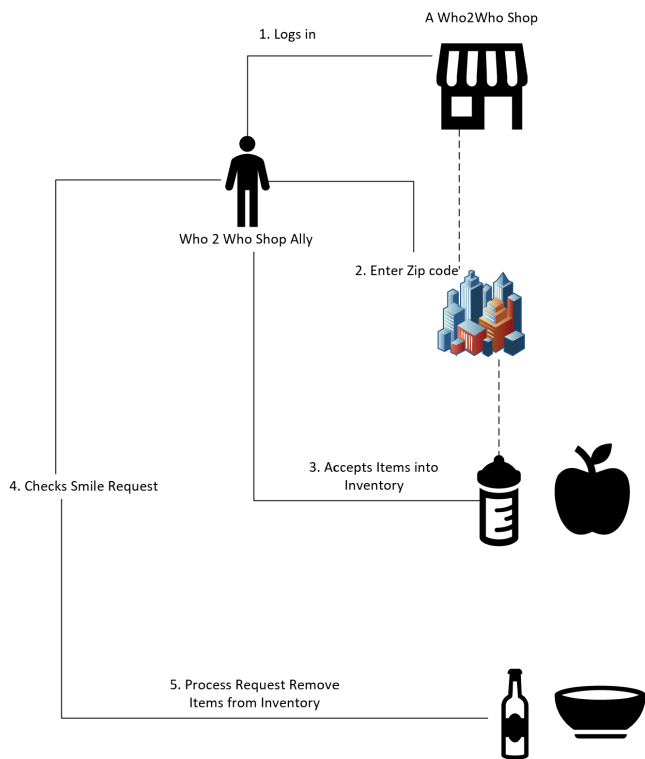 A Who2Who Shop
1. Logs in
Who 2 Who Shop Ally
2. Enter Zip code
3. Accepts Items into
Inventory
4. Checks Smile Request
5. Process Request Remove
Items from Inventory